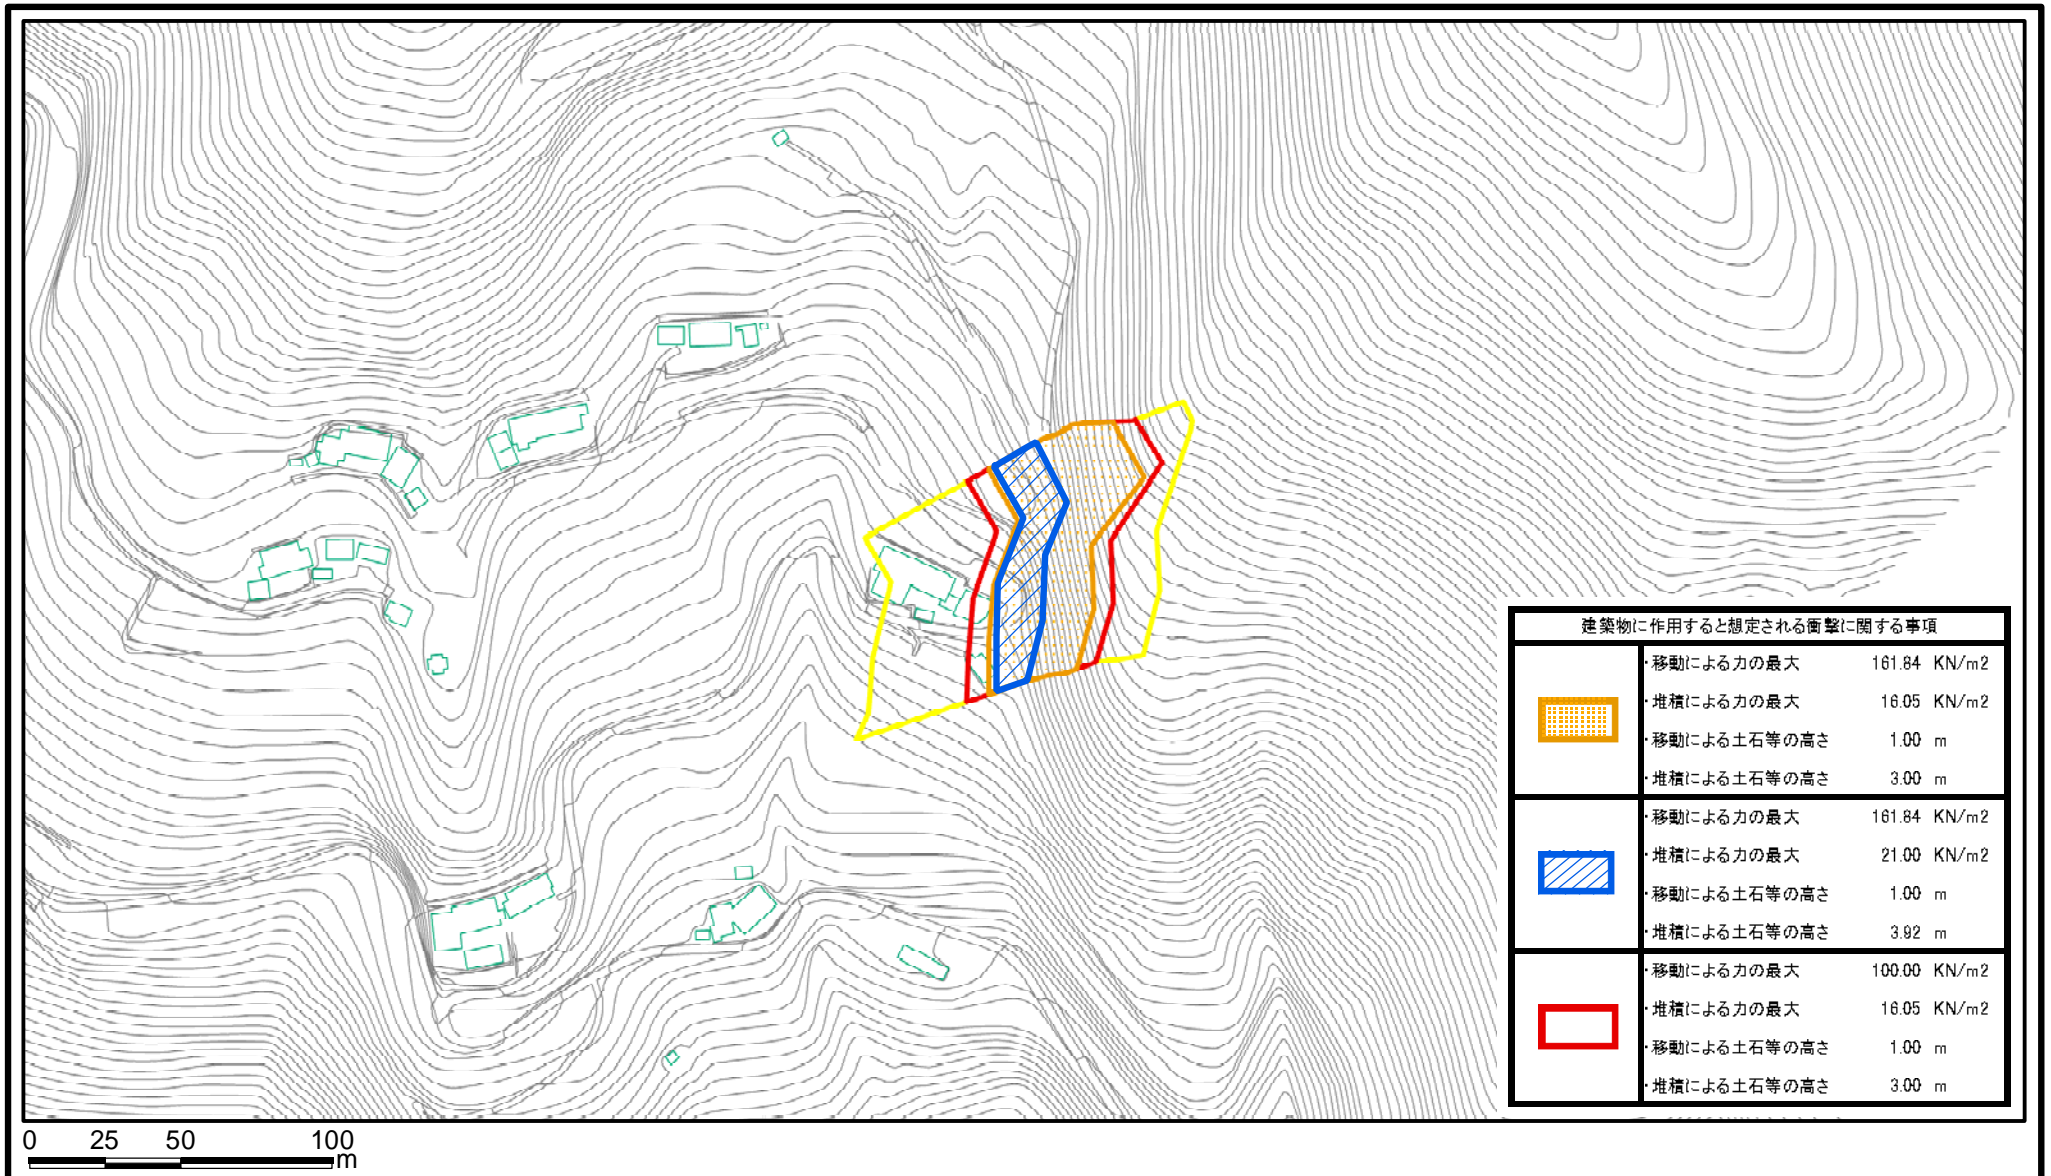 建築物に作用すると想定される衝撃に関する事項
・移動による力の最大 161.84 KN/m2
・堆積による力の最大 16.05 KN/m2
・移動による土石等の高さ 1.00 m
・堆積による土石等の高さ 3.00 m
・移動による力の最大 161.84 KN/m2
・堆積による力の最大 21.00 KN/m2
・移動による土石等の高さ 1.00 m
・堆積による土石等の高さ 3.92 m
・移動による力の最大 100.00 KN/m2
・堆積による力の最大 16.05 KN/m2
・移動による土石等の高さ 1.00 m
・堆積による土石等の高さ 3.00 m
0 25 50 100
m